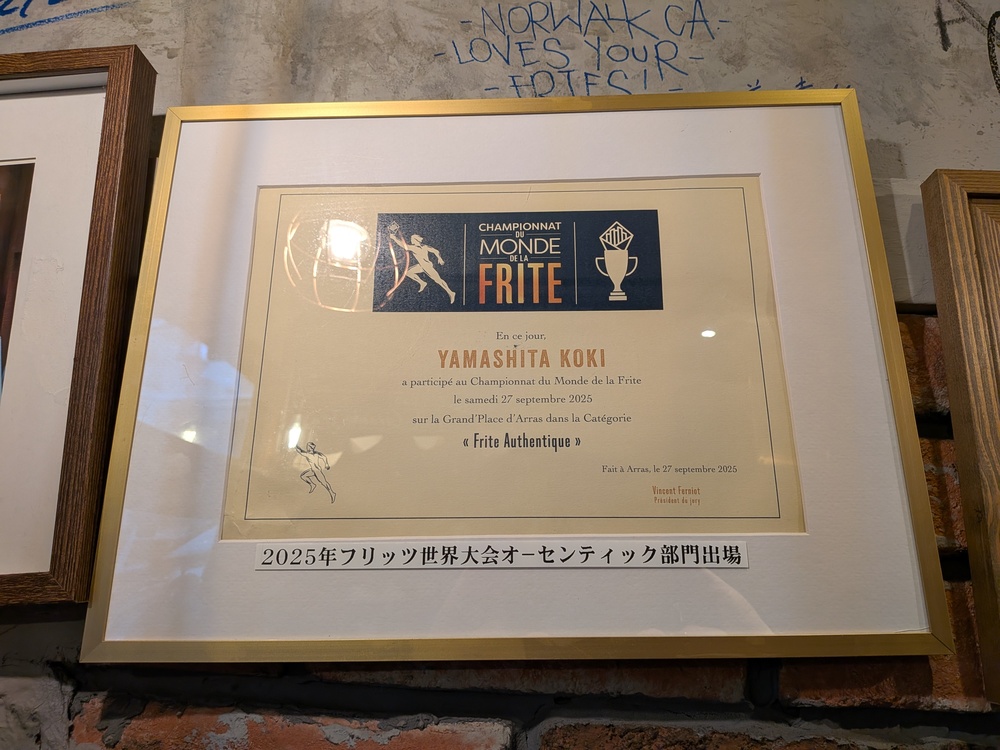 -NORWALK CA-
-LOVES YOUR-
CHAMPIONNAT
DU
MONDE
DE LA
FRITE
En ce jour,
YAMASHITA KOKI
a participé au Championnat du Monde de la Frite
le samedi 27 septembre 2025
sur la Grand'Place d'Arras dans la Catégorie
« Frite Authentique »
Fait à Arras, le 27 septembre 2025
Vincent Ferniot
Président du jury
2025年フリッツ世界大会オーセンティック部門出場